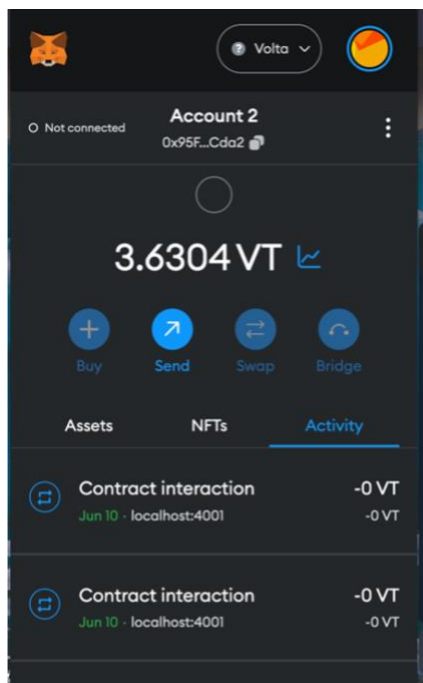 Volta
Not connected
Account 2
0x95F...Cda2
3.6304 VT
Buy Send Swap Bridge
Assets NFTs Activity
Contract interaction -0 VT
Jun 10 · localhost:4001 -0 VT
Contract interaction -0 VT
Jun 10 · localhost:4001 -0 VT